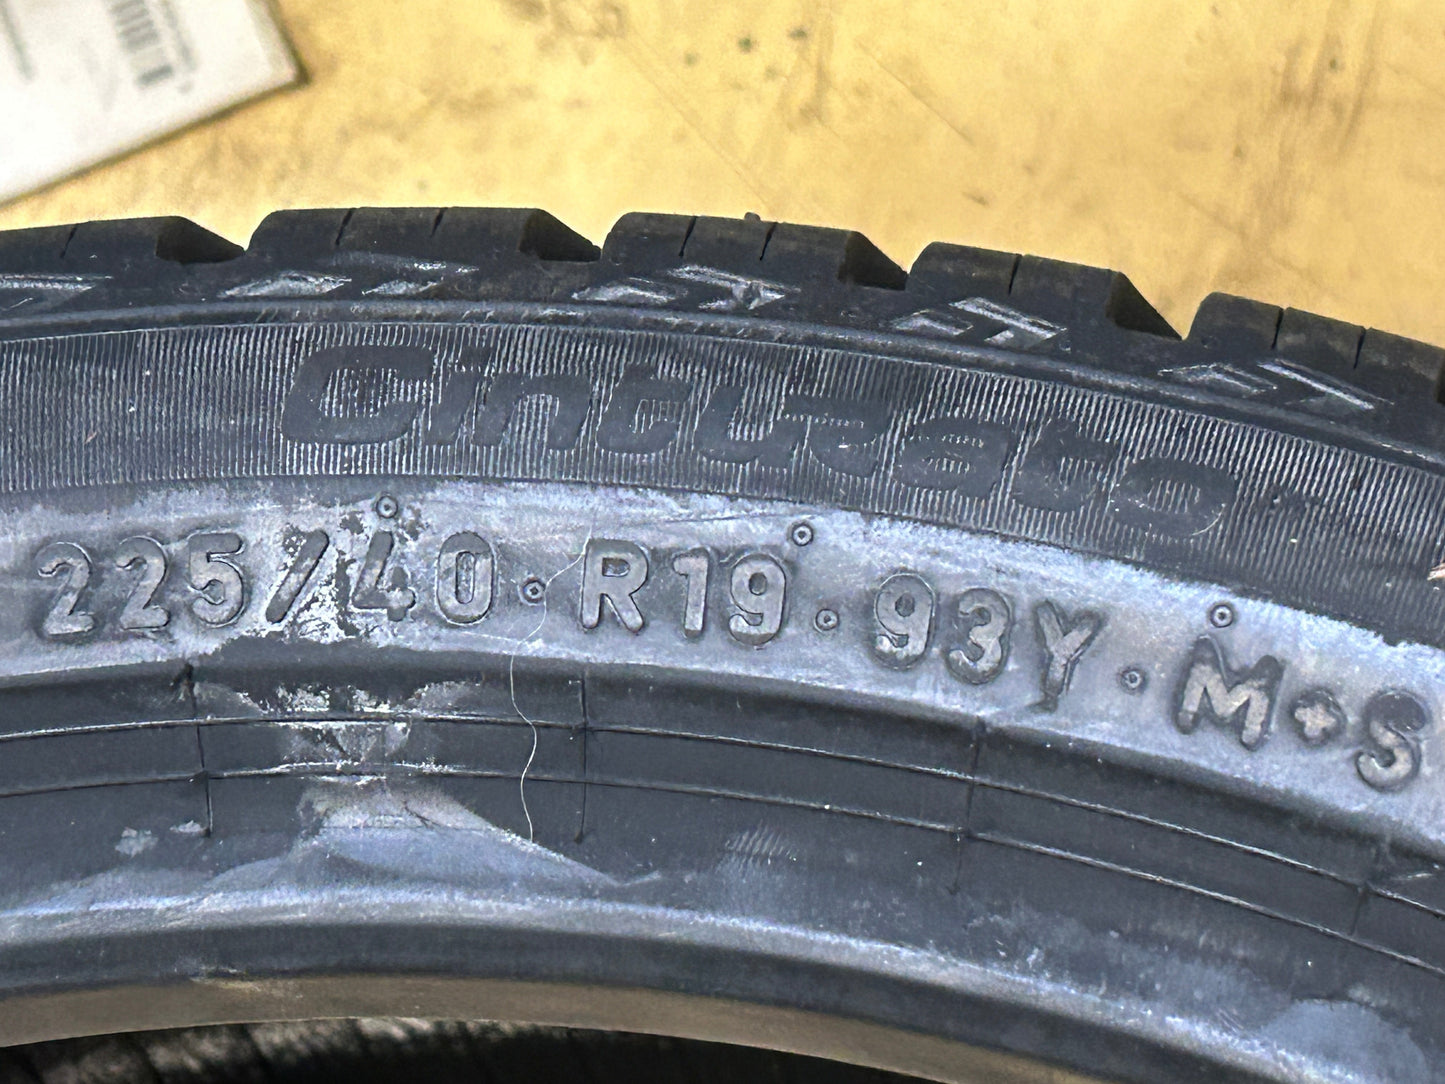 Cinturato
225/40 · R19 · 93Y · M+S